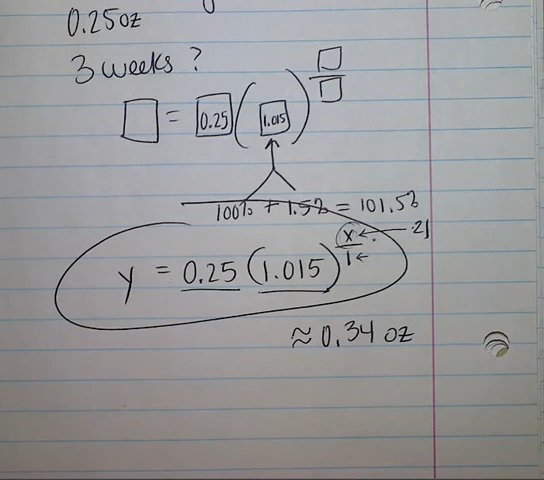 0.25oz
3 weeks ?
□ = 0.25 ( 1.015 ) □/□
100% + 1.5% = 101.5%
y = 0.25 (1.015) x/1 ← 21
≈ 0.34 oz